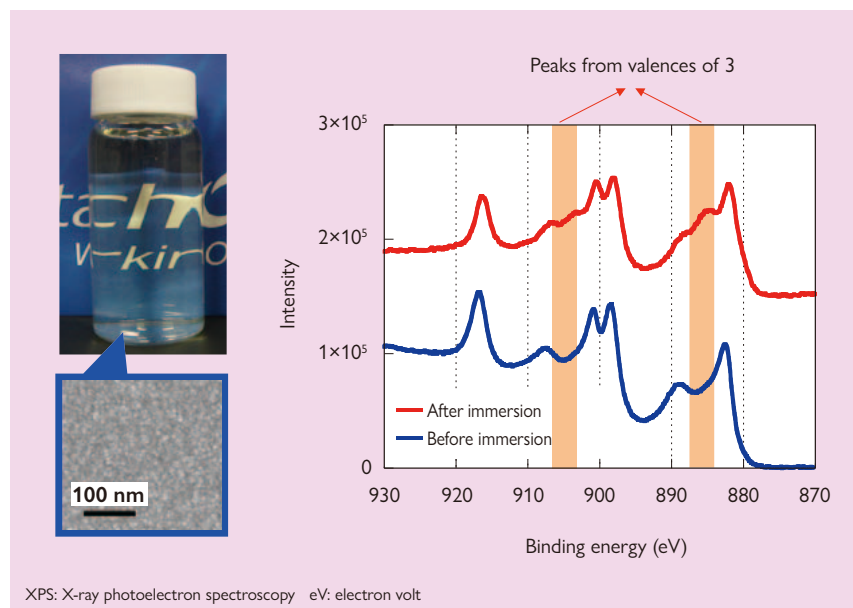 Peaks from valences of 3
3×10⁵
2×10⁵
1×10⁵
0
Intensity
After immersion
Before immersion
930 920 910 900 890 880 870
Binding energy (eV)
100 nm
XPS: X-ray photoelectron spectroscopy eV: electron volt